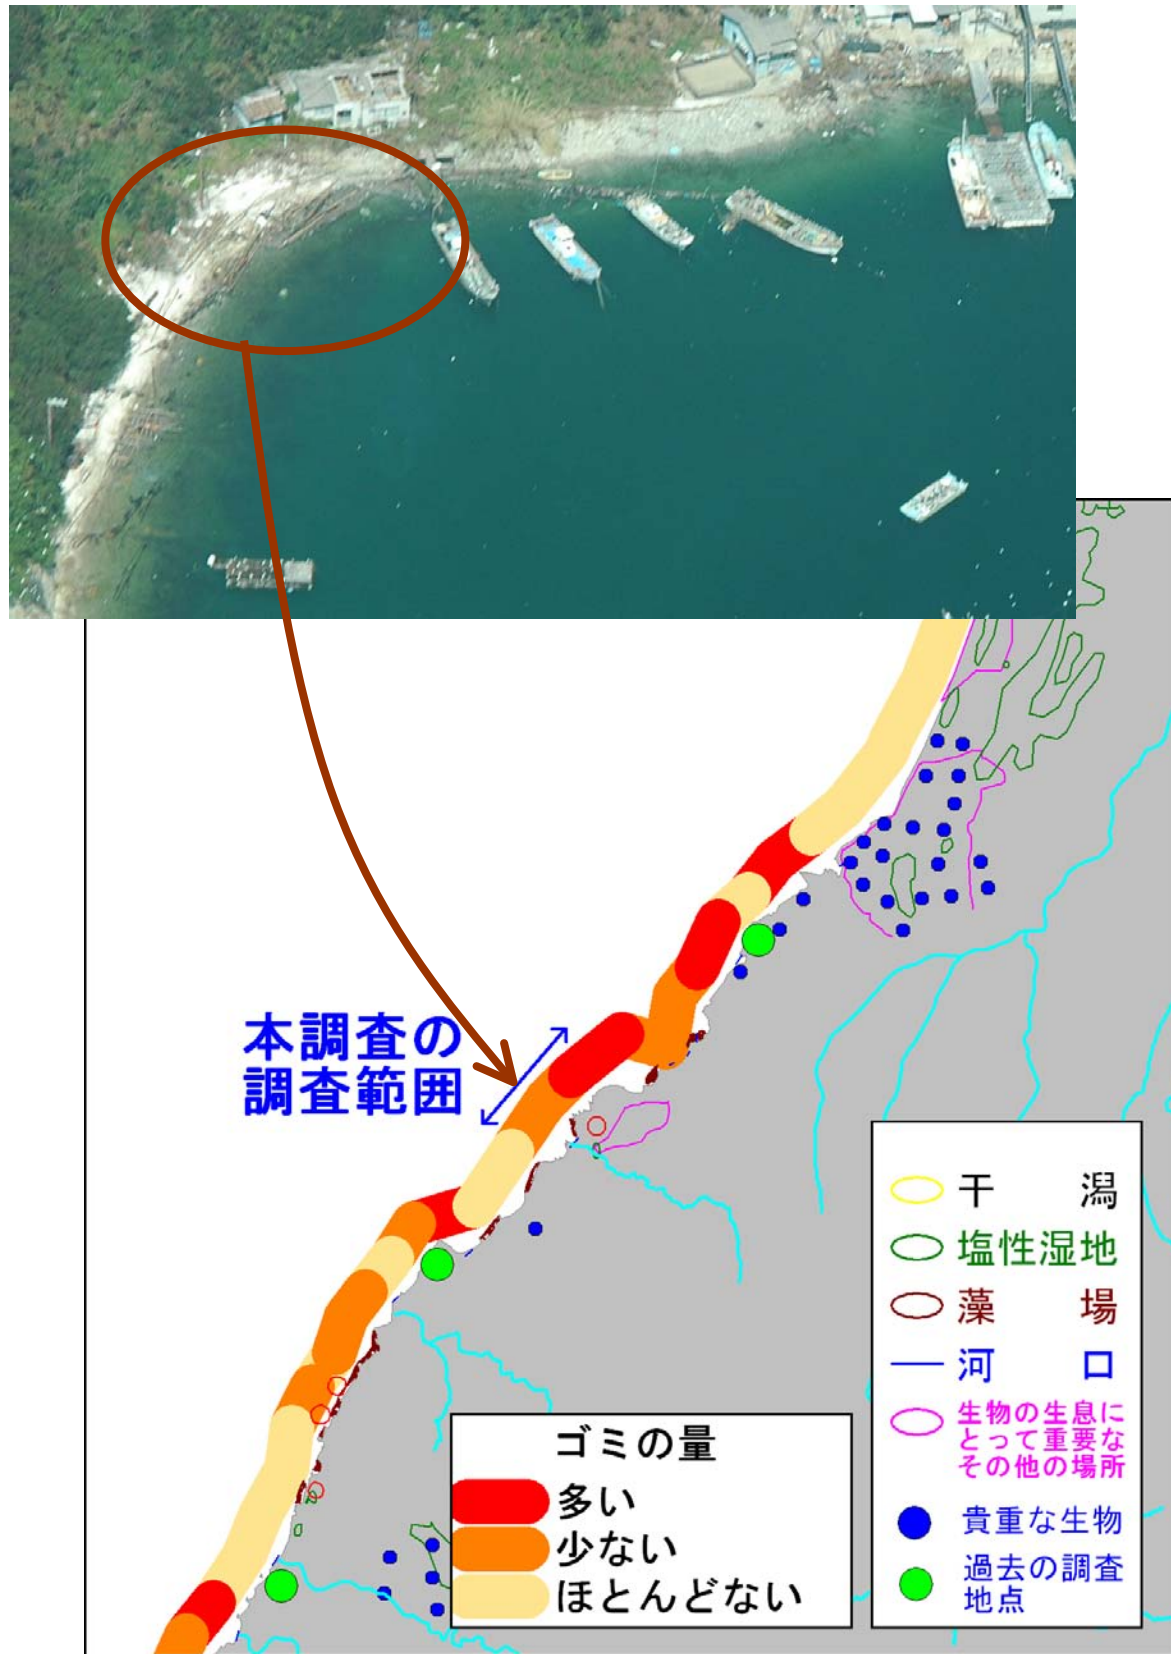 本調査の
調査範囲
干潟
塩性湿地
藻場
河口
生物の生息に
とって重要な
その他の場所
貴重な生物
過去の調査
地点
ゴミの量
多い
少ない
ほとんどない